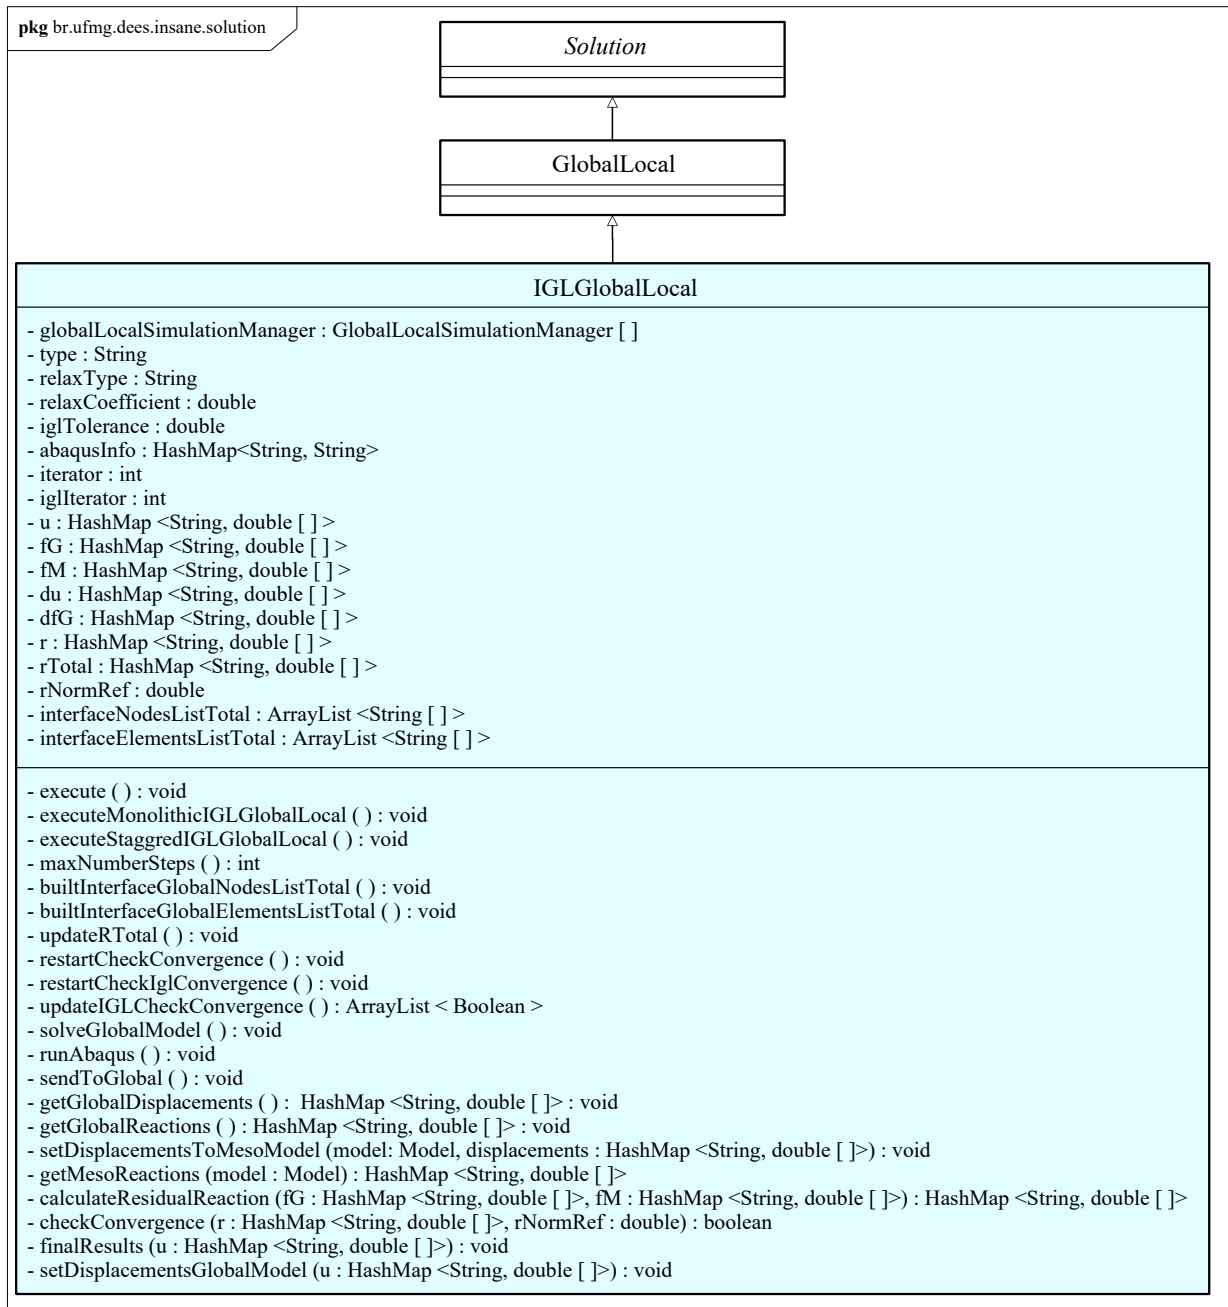 pkg br.ufmg.dees.insane.solution
Solution
GlobalLocal
IGLGlobalLocal
- globalLocalSimulationManager : GlobalLocalSimulationManager [ ]
- type : String
- relaxType : String
- relaxCoefficient : double
- iglTolerance : double
- abaqusInfo : HashMap<String, String>
- iterator : int
- iglIterator : int
- u : HashMap <String, double [ ] >
- fG : HashMap <String, double [ ] >
- fM : HashMap <String, double [ ] >
- du : HashMap <String, double [ ] >
- dfG : HashMap <String, double [ ] >
- r : HashMap <String, double [ ] >
- rTotal : HashMap <String, double [ ] >
- rNormRef : double
- interfaceNodesListTotal : ArrayList <String [ ] >
- interfaceElementsListTotal : ArrayList <String [ ] >
- execute ( ) : void
- executeMonolithicIGLGlobalLocal ( ) : void
- executeStaggredIGLGlobalLocal ( ) : void
- maxNumberSteps ( ) : int
- builtInterfaceGlobalNodesListTotal ( ) : void
- builtInterfaceGlobalElementsListTotal ( ) : void
- updateRTotal ( ) : void
- restartCheckConvergence ( ) : void
- restartCheckIglConvergence ( ) : void
- updateIGLCheckConvergence ( ) : ArrayList < Boolean >
- solveGlobalModel ( ) : void
- runAbaqus ( ) : void
- sendToGlobal ( ) : void
- getGlobalDisplacements ( ) :  HashMap <String, double [ ]> : void
- getGlobalReactions ( ) : HashMap <String, double [ ]> : void
- setDisplacementsToMesoModel (model: Model, displacements : HashMap <String, double [ ]>) : void
- getMesoReactions (model : Model) : HashMap <String, double [ ]>
- calculateResidualReaction (fG : HashMap <String, double [ ]>, fM : HashMap <String, double [ ]>) : HashMap <String, double [ ]>
- checkConvergence (r : HashMap <String, double [ ]>, rNormRef : double) : boolean
- finalResults (u : HashMap <String, double [ ]>) : void
- setDisplacementsGlobalModel (u : HashMap <String, double [ ]>) : void